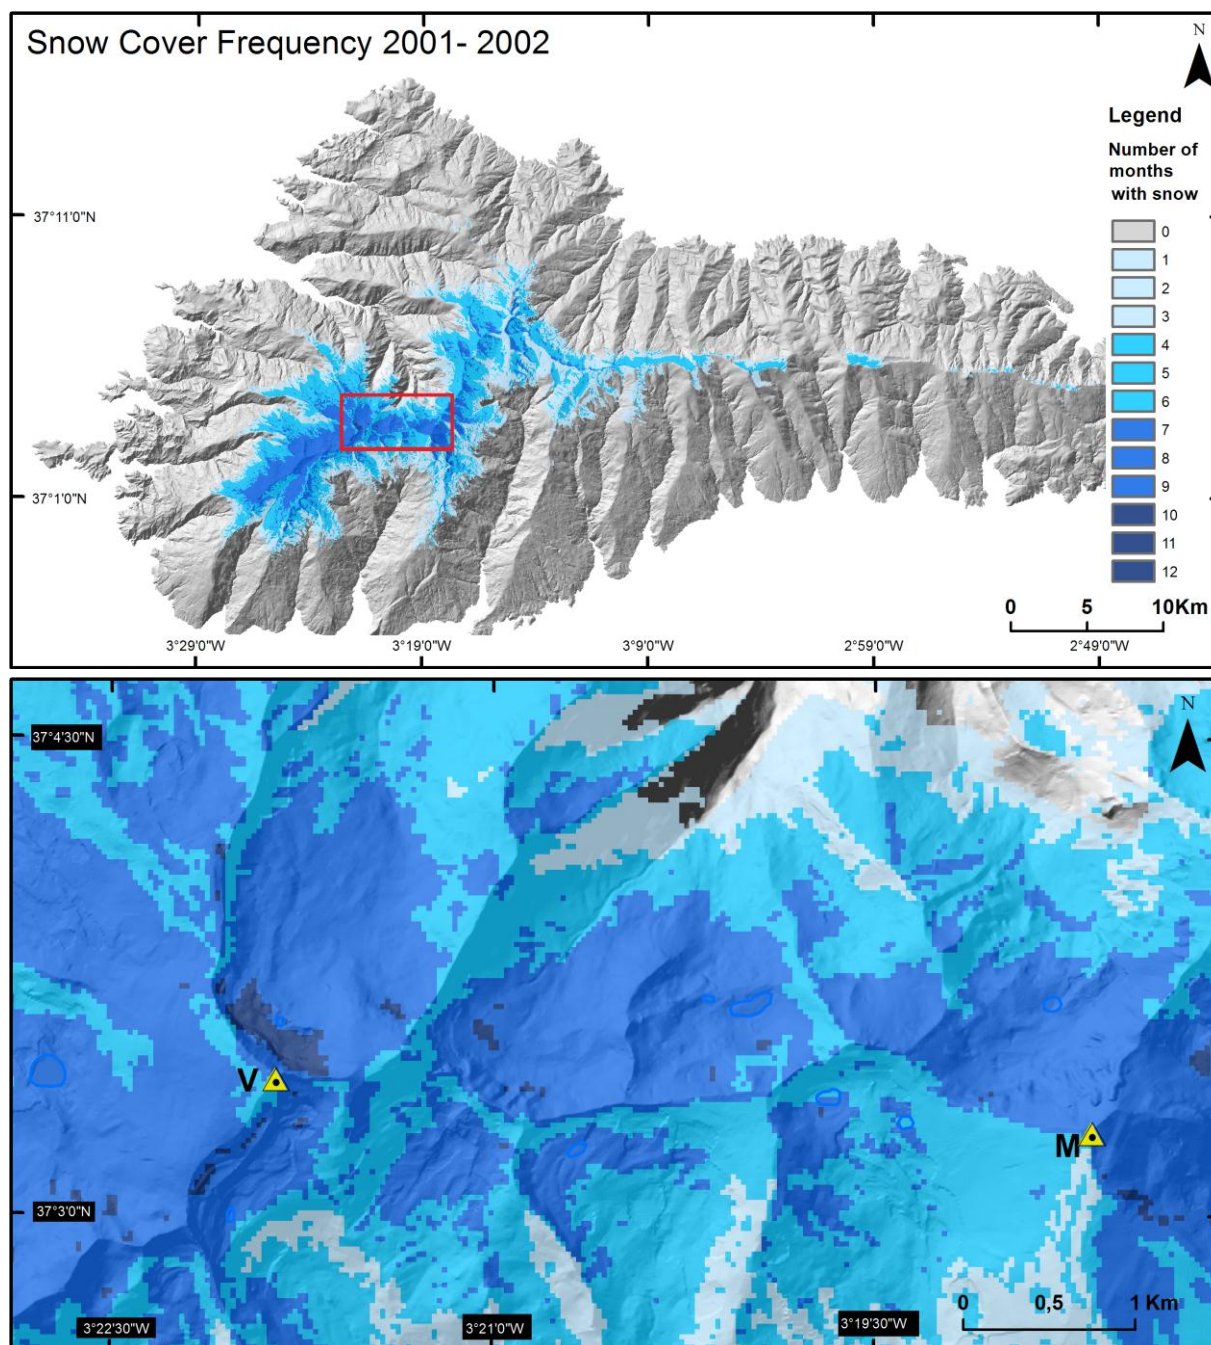 Snow Cover Frequency 2001- 2002
N
Legend
Number of
months
with snow
0
1
2
3
4
5
6
7
8
9
10
11
12
37°11'0"N
37°1'0"N
0 5 10Km
3°29'0"W 3°19'0"W 3°9'0"W 2°59'0"W 2°49'0"W
N
37°4'30"N
V
M
37°3'0"N
0 0,5 1 Km
3°22'30"W 3°21'0"W 3°19'30"W